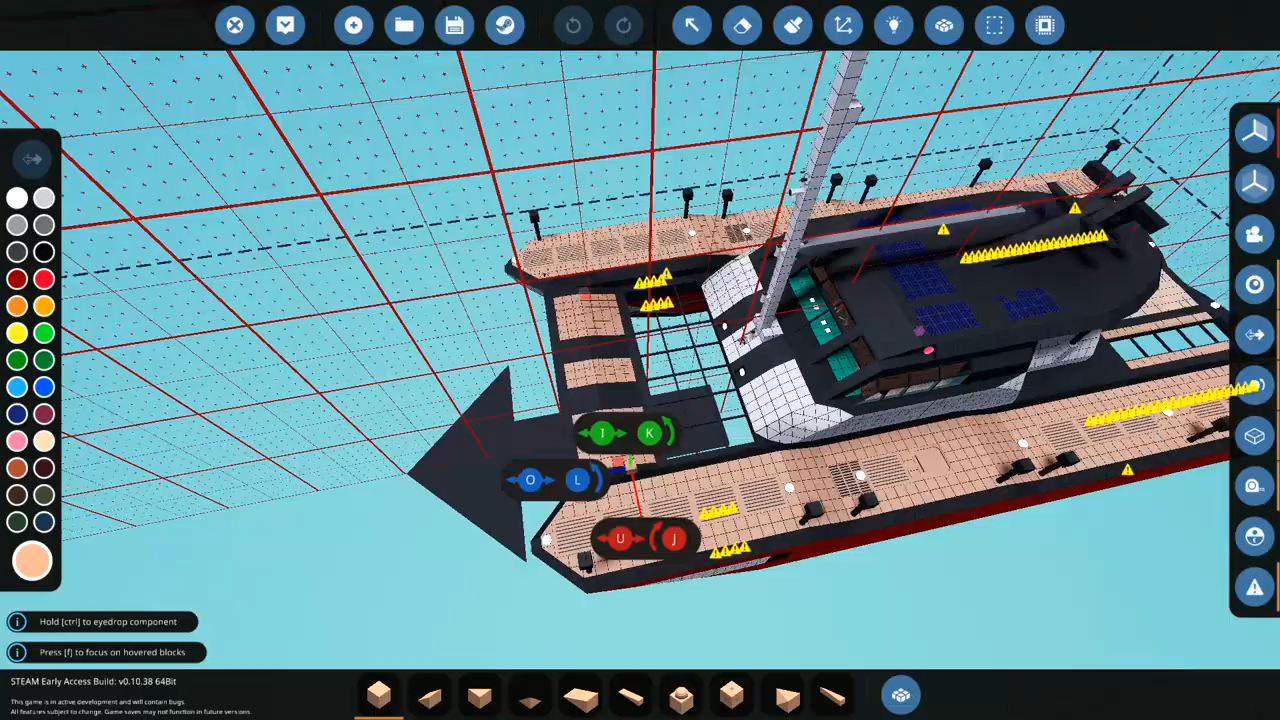 I K
O L
U J
Hold [ctrl] to eyedrop component
Press [f] to focus on hovered blocks
STEAM Early Access Build: v0.10.38 64Bit
This game is in active development and will contain bugs.
All features subject to change. Game saves may not function in future versions.